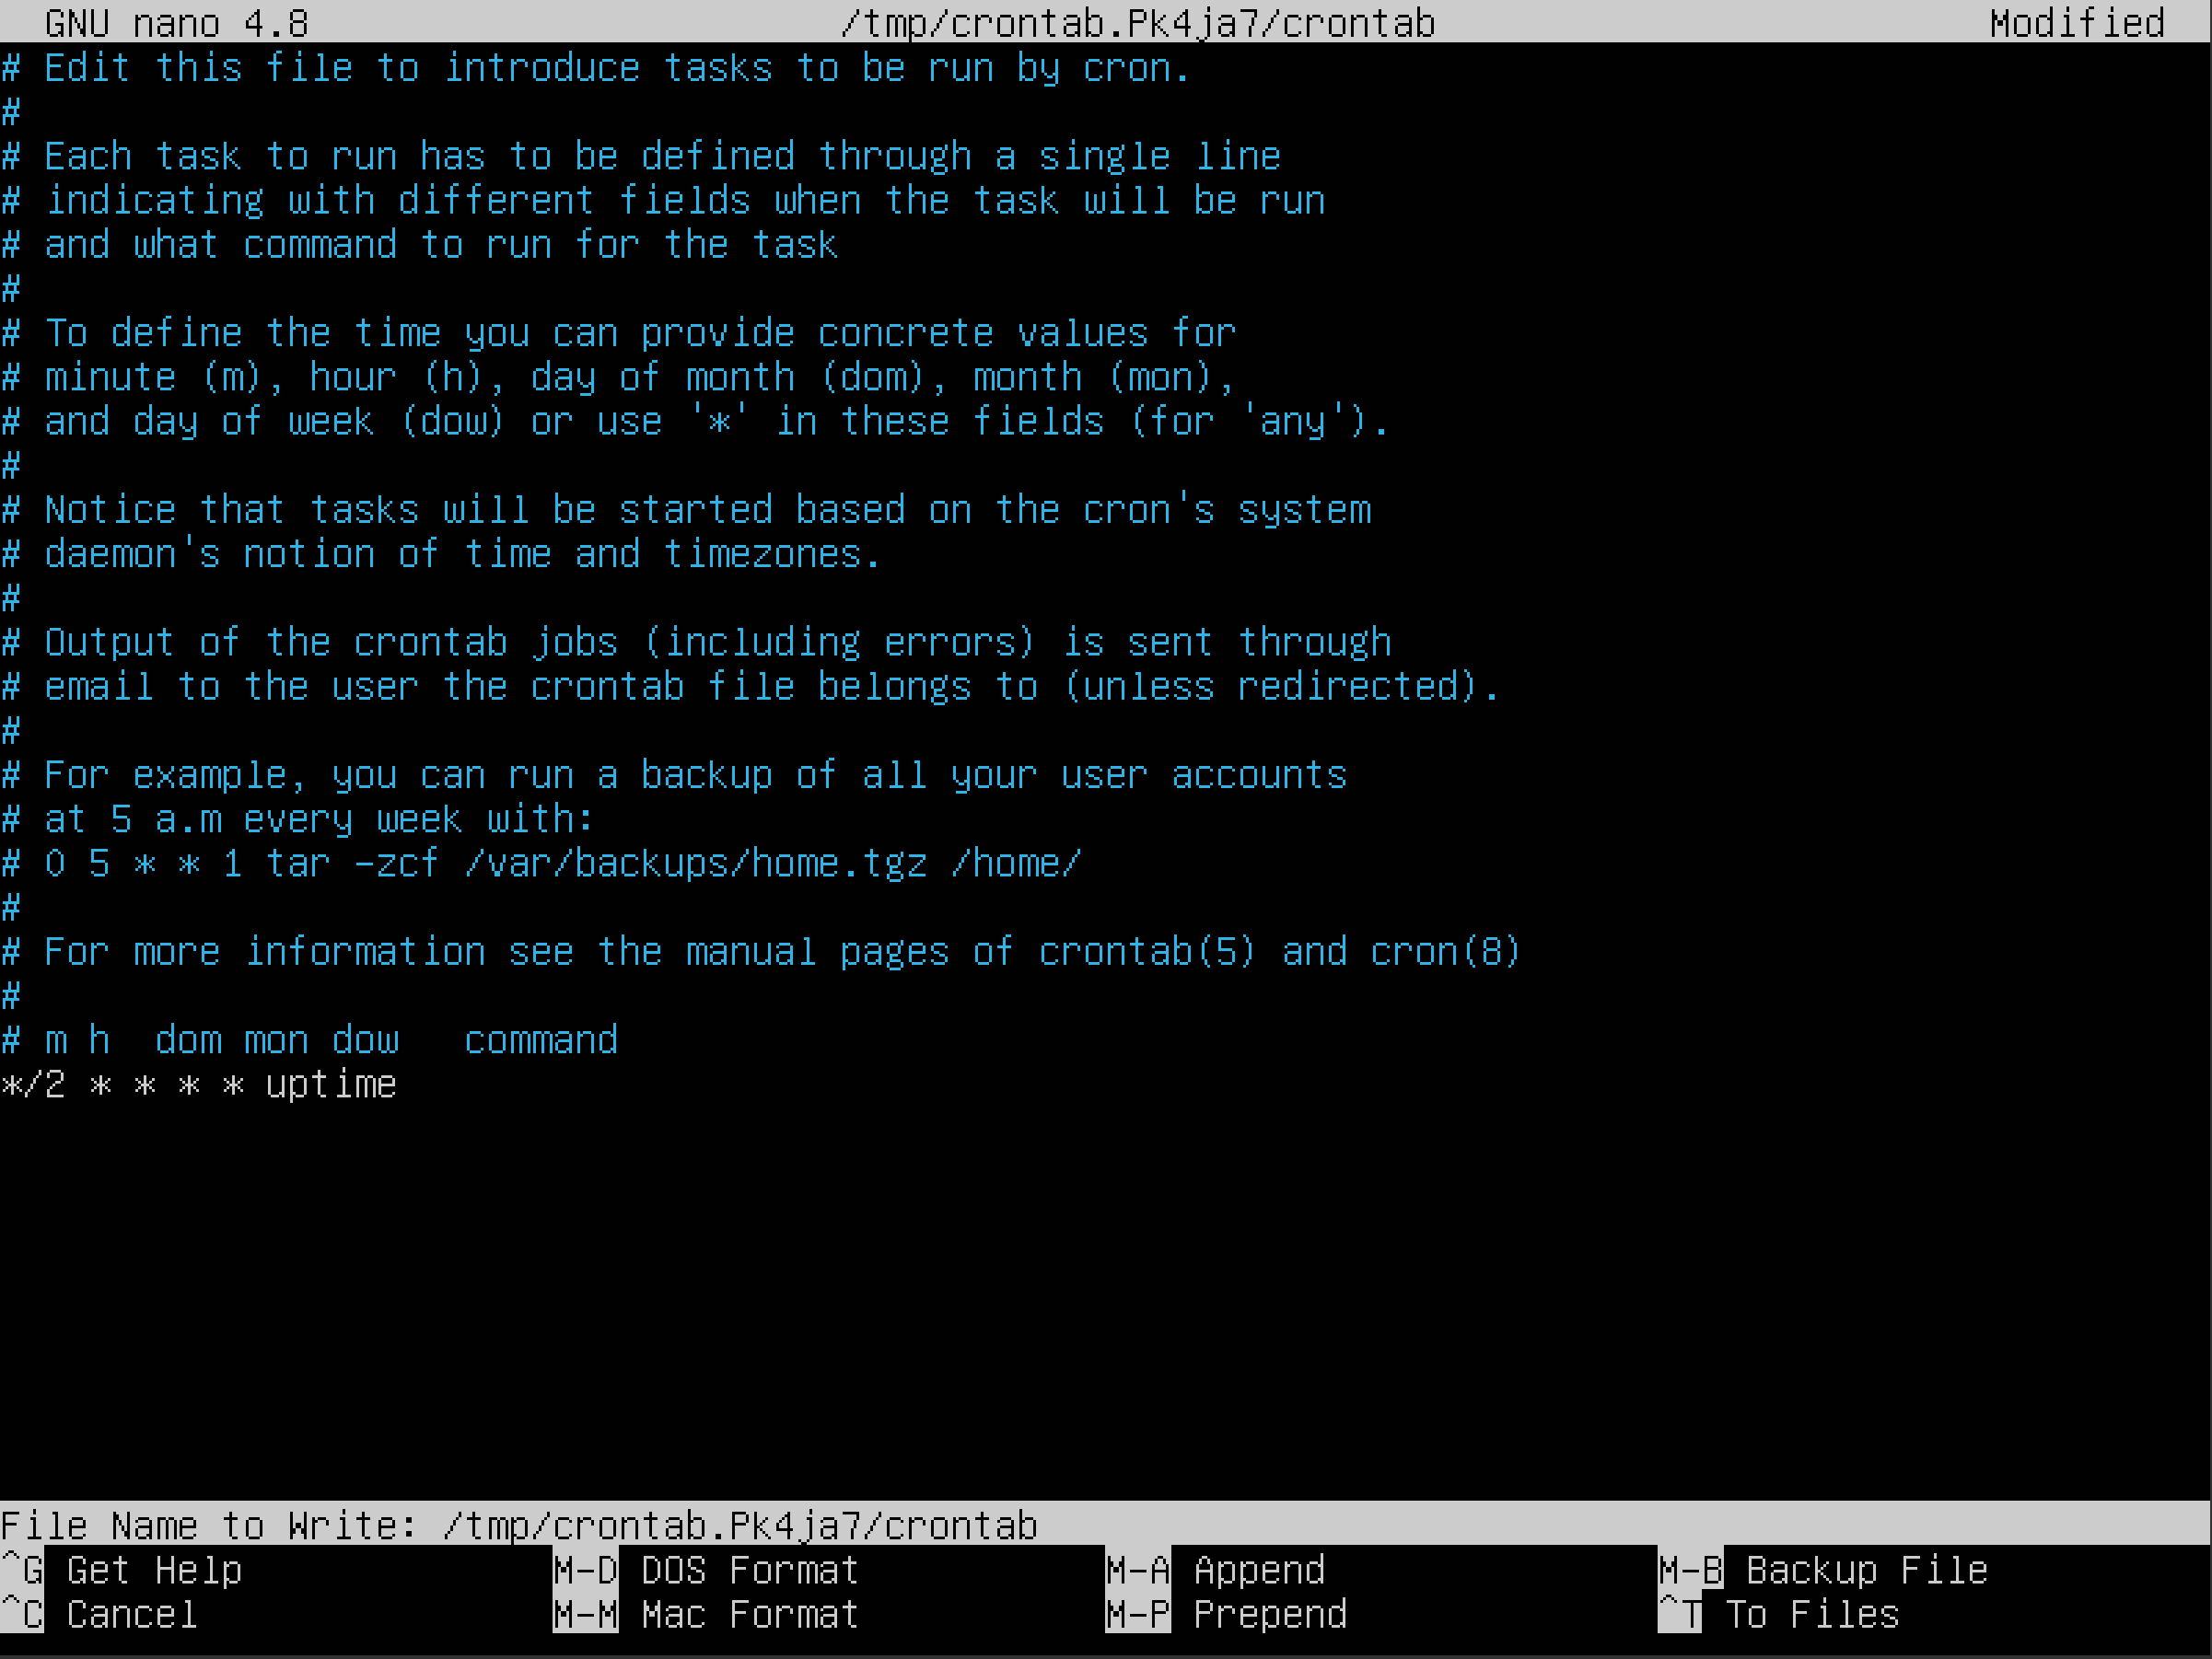 GNU nano 4.8 /tmp/crontab.Pk4ja7/crontab Modified
# Edit this file to introduce tasks to be run by cron.
#
# Each task to run has to be defined through a single line
# indicating with different fields when the task will be run
# and what command to run for the task
#
# To define the time you can provide concrete values for
# minute (m), hour (h), day of month (dom), month (mon),
# and day of week (dow) or use '*' in these fields (for 'any').
#
# Notice that tasks will be started based on the cron's system
# daemon's notion of time and timezones.
#
# Output of the crontab jobs (including errors) is sent through
# email to the user the crontab file belongs to (unless redirected).
#
# For example, you can run a backup of all your user accounts
# at 5 a.m every week with:
# 0 5 * * 1 tar -zcf /var/backups/home.tgz /home/
#
# For more information see the manual pages of crontab(5) and cron(8)
#
# m h  dom mon dow   command
*/2 * * * * uptime
File Name to Write: /tmp/crontab.Pk4ja7/crontab
^G Get Help M-D DOS Format M-A Append M-B Backup File
^C Cancel M-M Mac Format M-P Prepend ^T To Files